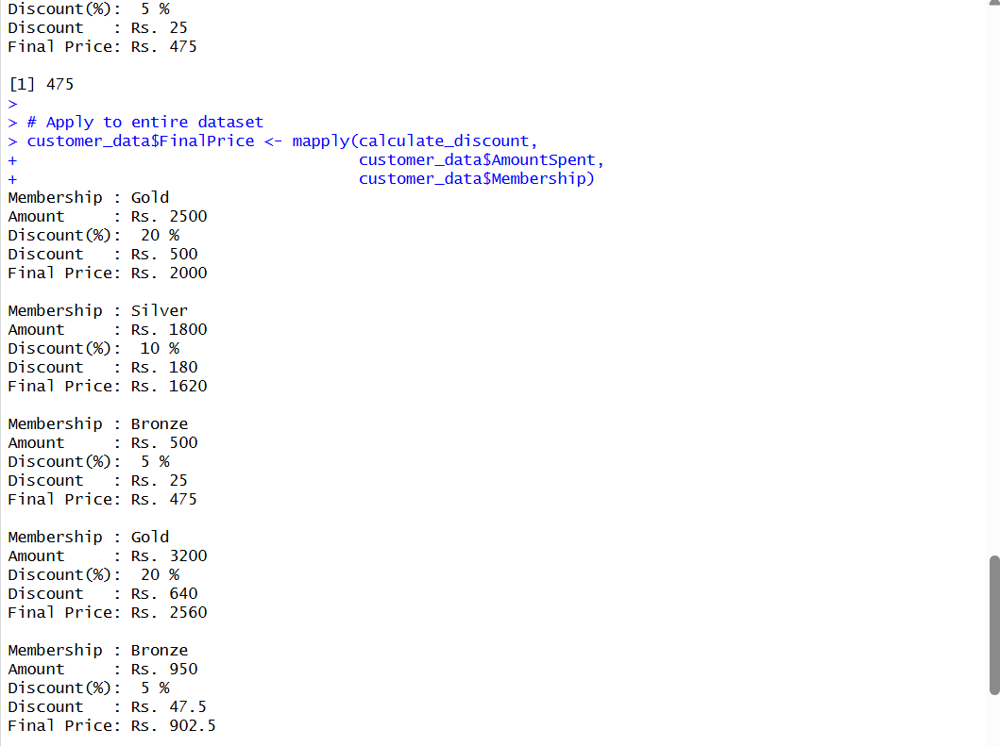 Discount(%):  5 %
Discount   : Rs. 25
Final Price: Rs. 475

[1] 475
>
> # Apply to entire dataset
> customer_data$FinalPrice <- mapply(calculate_discount,
+                                    customer_data$AmountSpent,
+                                    customer_data$Membership)
Membership : Gold
Amount     : Rs. 2500
Discount(%):  20 %
Discount   : Rs. 500
Final Price: Rs. 2000

Membership : Silver
Amount     : Rs. 1800
Discount(%):  10 %
Discount   : Rs. 180
Final Price: Rs. 1620

Membership : Bronze
Amount     : Rs. 500
Discount(%):  5 %
Discount   : Rs. 25
Final Price: Rs. 475

Membership : Gold
Amount     : Rs. 3200
Discount(%):  20 %
Discount   : Rs. 640
Final Price: Rs. 2560

Membership : Bronze
Amount     : Rs. 950
Discount(%):  5 %
Discount   : Rs. 47.5
Final Price: Rs. 902.5